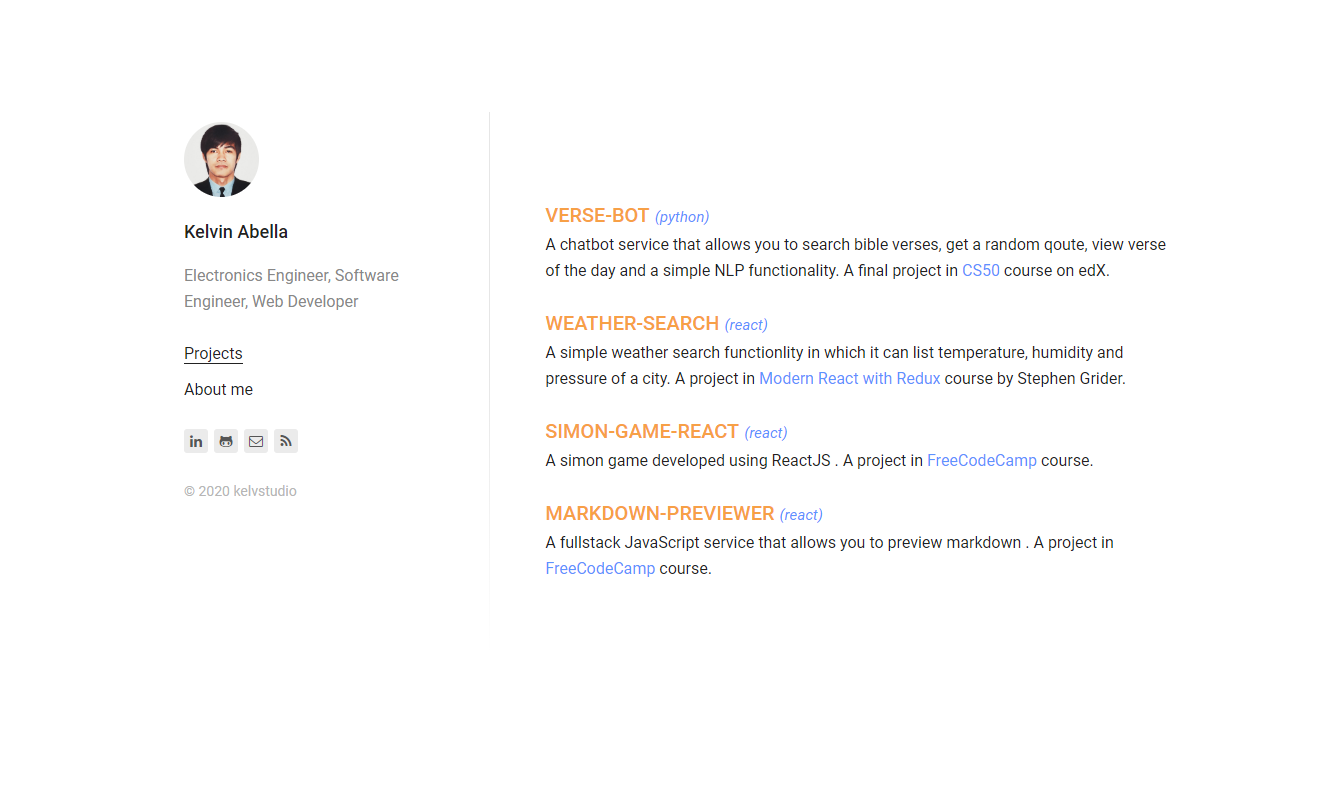 Kelvin Abella
Electronics Engineer, Software
Engineer, Web Developer
Projects
About me
in
© 2020 kelvstudio
VERSE-BOT (python)
A chatbot service that allows you to search bible verses, get a random qoute, view verse
of the day and a simple NLP functionality. A final project in CS50 course on edX.
WEATHER-SEARCH (react)
A simple weather search functionlity in which it can list temperature, humidity and
pressure of a city. A project in Modern React with Redux course by Stephen Grider.
SIMON-GAME-REACT (react)
A simon game developed using ReactJS . A project in FreeCodeCamp course.
MARKDOWN-PREVIEWER (react)
A fullstack JavaScript service that allows you to preview markdown . A project in
FreeCodeCamp course.